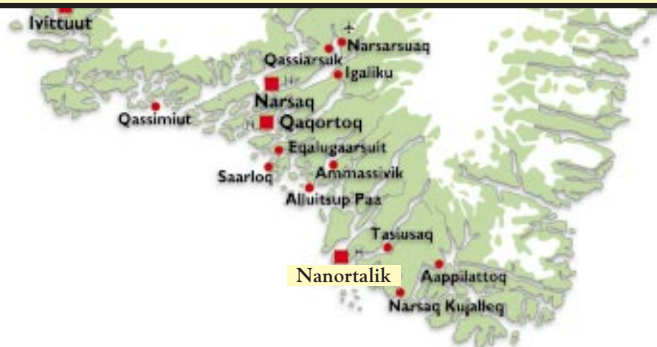 Ivittuut
Narsarsuaq
Qassiarsuk
Igaliku
Narsaq
Qassimiut
Qaqortoq
Eqalugaarsuit
Saarloq
Ammassivik
Alluitsup Paa
Tasiusaq
Nanortalik
Aappilattoq
Narsaq Kujalleq